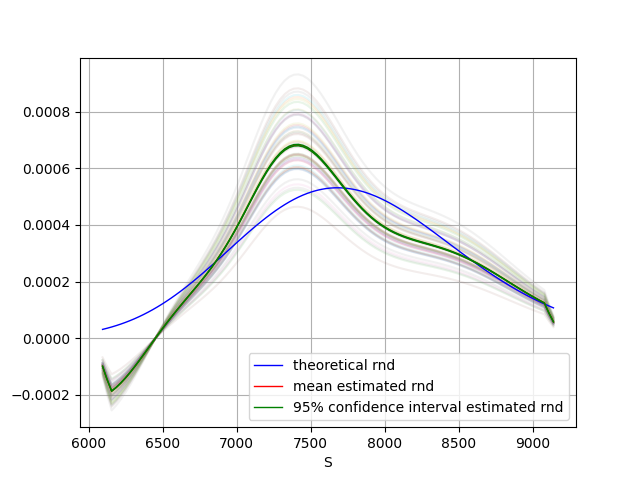 0.0008
0.0006
0.0004
0.0002
0.0000
−0.0002
theoretical rnd
mean estimated rnd
95% confidence interval estimated rnd
6000 6500 7000 7500 8000 8500 9000
S